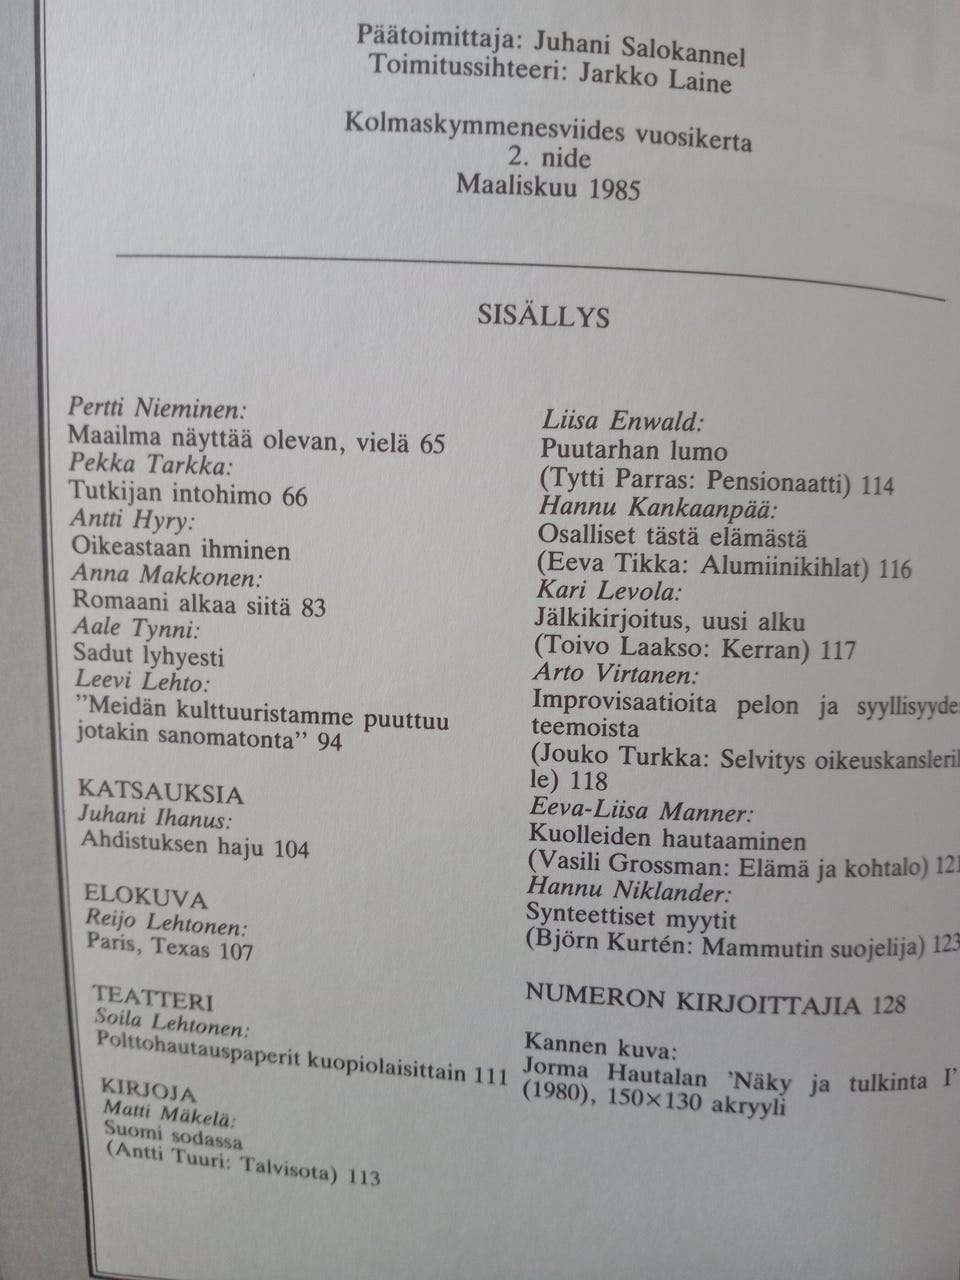 Päätoimittaja: Juhani Salokannel
Toimitussihteeri: Jarkko Laine
Kolmaskymmenesviides vuosikerta
2. nide
Maaliskuu 1985
SISÄLLYS
Pertti Nieminen:
Maailma näyttää olevan, vielä 65
Pekka Tarkka:
Tutkijan intohimo 66
Antti Hyry:
Oikeastaan ihminen
Anna Makkonen:
Romaani alkaa siitä 83
Aale Tynni:
Sadut lyhyesti
Leevi Lehto:
”Meidän kulttuuristamme puuttuu
jotakin sanomatonta” 94
KATSAUKSIA
Juhani Ihanus:
Ahdistuksen haju 104
ELOKUVA
Reijo Lehtonen:
Paris, Texas 107
TEATTERI
Soila Lehtonen:
Polttohautauspaperit kuopiolaisittain 111
KIRJOJA
Matti Mäkelä:
Suomi sodassa
(Antti Tuuri: Talvisota) 113
Liisa Enwald:
Puutarhan lumo
(Tytti Parras: Pensionaatti) 114
Hannu Kankaanpää:
Osalliset tästä elämästä
(Eeva Tikka: Alumiinikihlat) 116
Kari Levola:
Jälkikirjoitus, uusi alku
(Toivo Laakso: Kerran) 117
Arto Virtanen:
Improvisaatioita pelon ja syyllisyyde
teemoista
(Jouko Turkka: Selvitys oikeuskansleril
le) 118
Eeva-Liisa Manner:
Kuolleiden hautaaminen
(Vasili Grossman: Elämä ja kohtalo) 121
Hannu Niklander:
Synteettiset myytit
(Björn Kurtén: Mammutin suojelija) 123
NUMERON KIRJOITTAJIA 128
Kannen kuva:
Jorma Hautalan ’Näky ja tulkinta I’
(1980), 150×130 akryyli